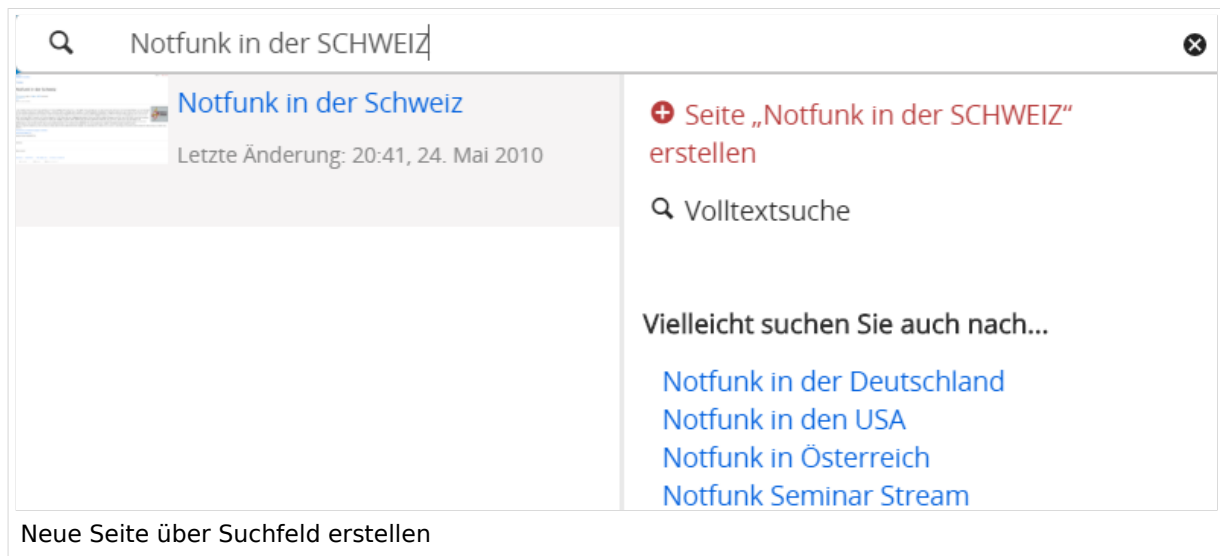 Notfunk in der SCHWEIZ
Notfunk in der Schweiz
Letzte Änderung: 20:41, 24. Mai 2010
Seite „Notfunk in der SCHWEIZ“
erstellen
Volltextsuche
Vielleicht suchen Sie auch nach...
Notfunk in der Deutschland
Notfunk in den USA
Notfunk in Österreich
Notfunk Seminar Stream
Neue Seite über Suchfeld erstellen